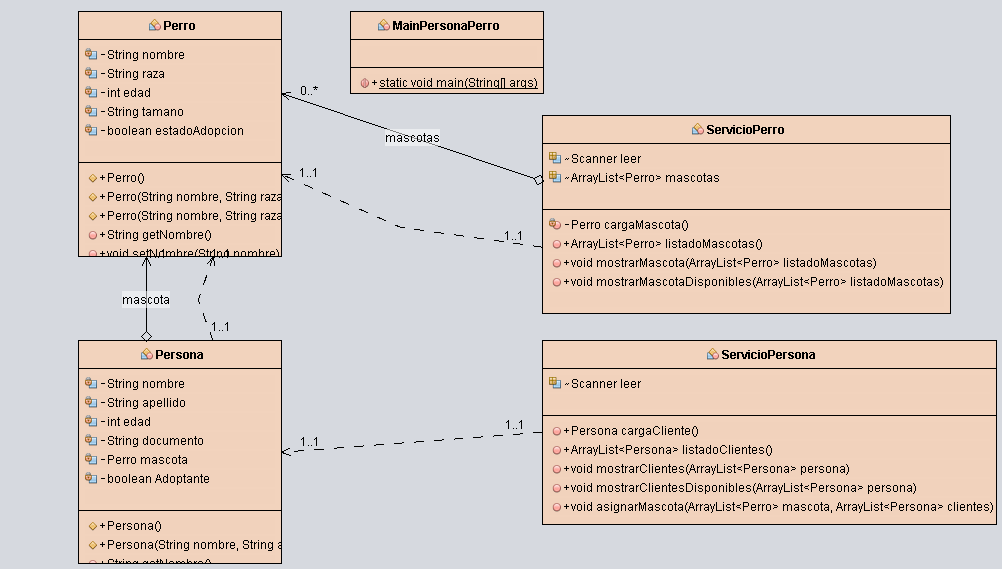 Perro
-String nombre
-String raza
-int edad
-String tamano
-boolean estadoAdopcion
+Perro()
+Perro(String nombre, String raza
+Perro(String nombre, String raza
+String getNombre()
+void setNombre(String nombre)
MainPersonaPerro
+static void main(String[] args)
0..*
mascotas
1..1
1..1
ServicioPerro
~Scanner leer
~ArrayList<Perro> mascotas
-Perro cargaMascota()
+ArrayList<Perro> listadoMascotas()
+void mostrarMascota(ArrayList<Perro> listadoMascotas)
+void mostrarMascotaDisponibles(ArrayList<Perro> listadoMascotas)
mascota
1..1
Persona
-String nombre
-String apellido
-int edad
-String documento
-Perro mascota
-boolean Adoptante
+Persona()
+Persona(String nombre, String a
+String getNombre()
1..1
1..1
ServicioPersona
~Scanner leer
+Persona cargaCliente()
+ArrayList<Persona> listadoClientes()
+void mostrarClientes(ArrayList<Persona> persona)
+void mostrarClientesDisponibles(ArrayList<Persona> persona)
+void asignarMascota(ArrayList<Perro> mascota, ArrayList<Persona> clientes)